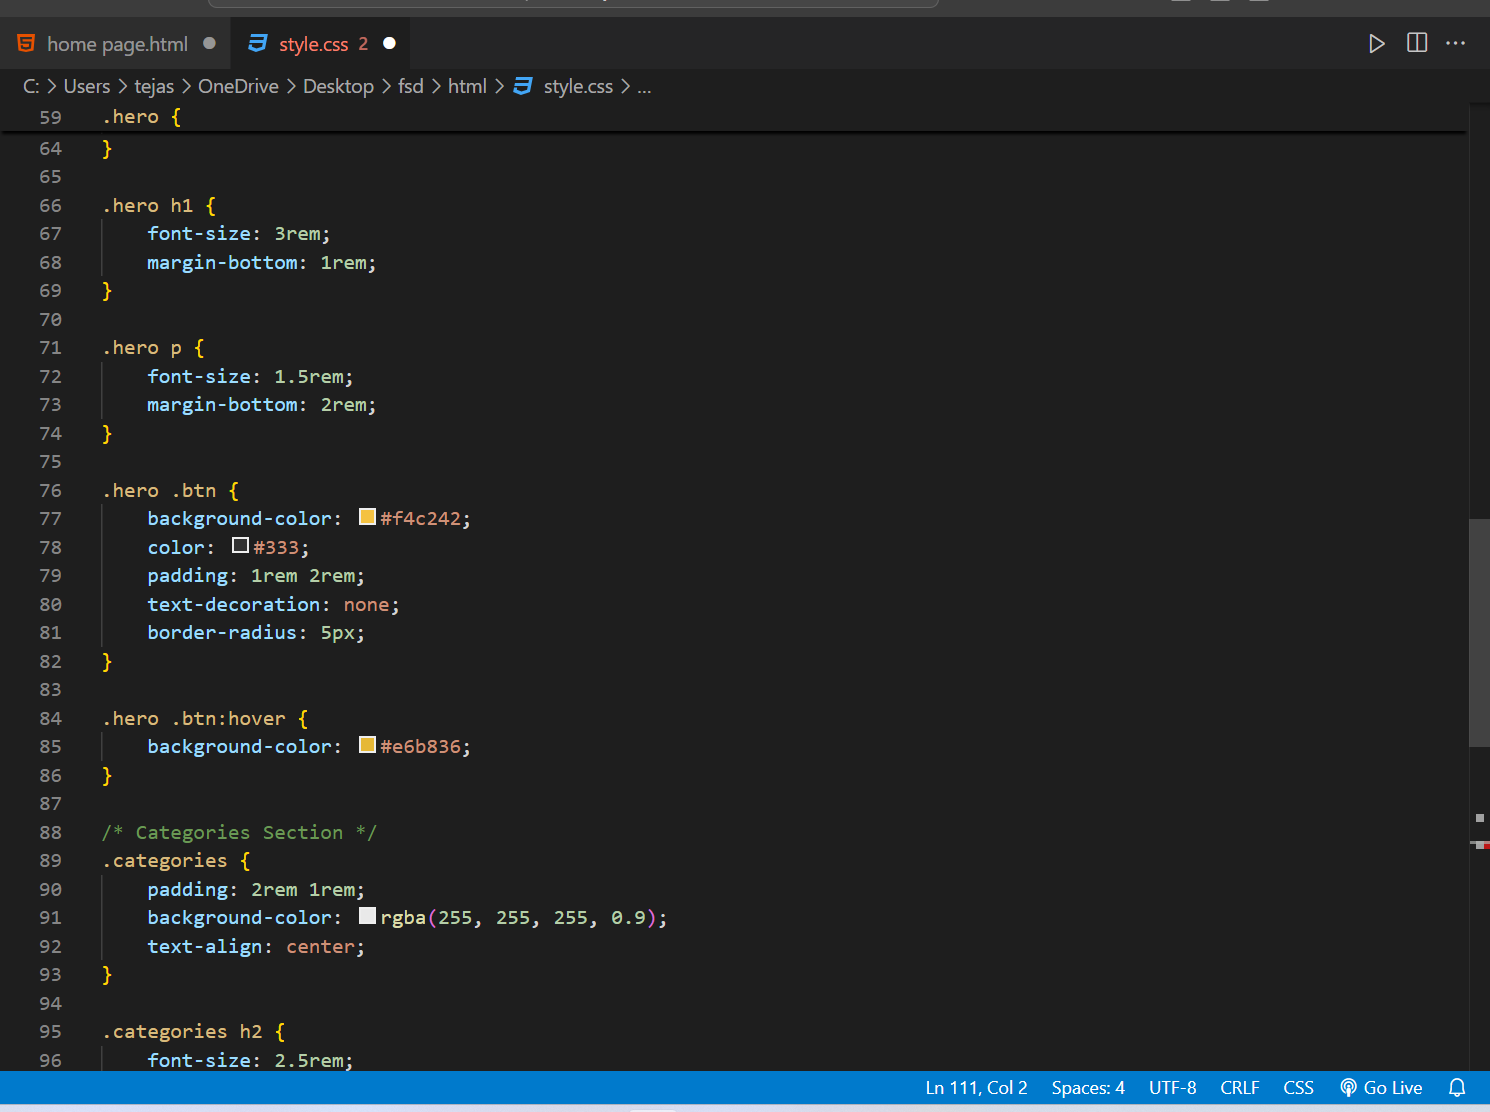 home page.html
style.css 2
C: > Users > tejas > OneDrive > Desktop > fsd > html > style.css > ...
59 .hero {
64 }
65
66 .hero h1 {
67 font-size: 3rem;
68 margin-bottom: 1rem;
69 }
70
71 .hero p {
72 font-size: 1.5rem;
73 margin-bottom: 2rem;
74 }
75
76 .hero .btn {
77 background-color: #f4c242;
78 color: #333;
79 padding: 1rem 2rem;
80 text-decoration: none;
81 border-radius: 5px;
82 }
83
84 .hero .btn:hover {
85 background-color: #e6b836;
86 }
87
88 /* Categories Section */
89 .categories {
90 padding: 2rem 1rem;
91 background-color: rgba(255, 255, 255, 0.9);
92 text-align: center;
93 }
94
95 .categories h2 {
96 font-size: 2.5rem;
Ln 111, Col 2 Spaces: 4 UTF-8 CRLF CSS Go Live